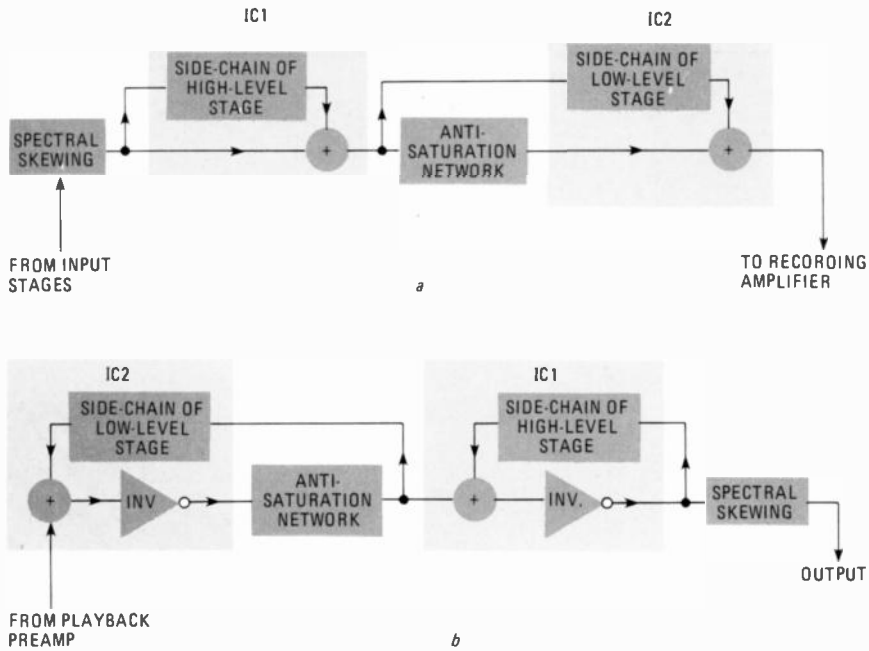 IC1
IC2
SIDE-CHAIN OF
HIGH-LEVEL
STAGE
SIDE-CHAIN OF
LOW-LEVEL
STAGE
SPECTRAL
SKEWING
+
ANTI-
SATURATION
NETWORK
+
FROM INPUT
STAGES
a
TO RECORDING
AMPLIFIER
IC2
IC1
SIDE-CHAIN OF
LOW-LEVEL
STAGE
SIDE-CHAIN OF
HIGH-LEVEL
STAGE
+
INV
ANTI-
SATURATION
NETWORK
+
INV.
SPECTRAL
SKEWING
OUTPUT
FROM PLAYBACK
PREAMP
b